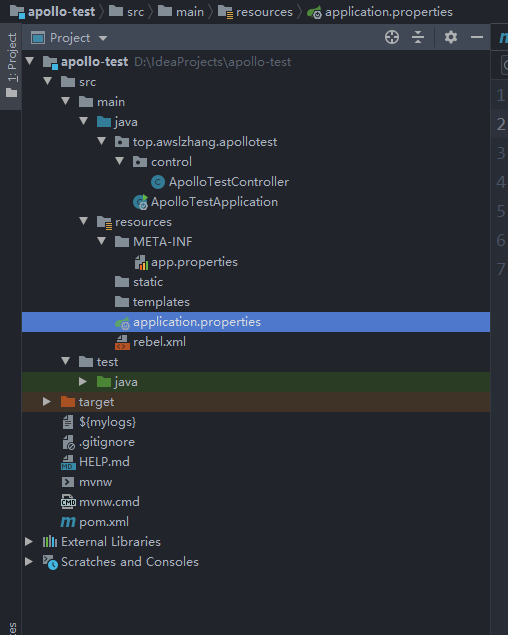 apollo-test src main resources application.properties
1: Project
Project
apollo-test D:\IdeaProjects\apollo-test
src
main
java
top.awslzhang.apollotest
control
ApolloTestController
ApolloTestApplication
resources
META-INF
app.properties
static
templates
application.properties
rebel.xml
test
java
target
${mylogs}
.gitignore
HELP.md
mvnw
mvnw.cmd
pom.xml
External Libraries
Scratches and Consoles
1
2
3
4
5
6
7